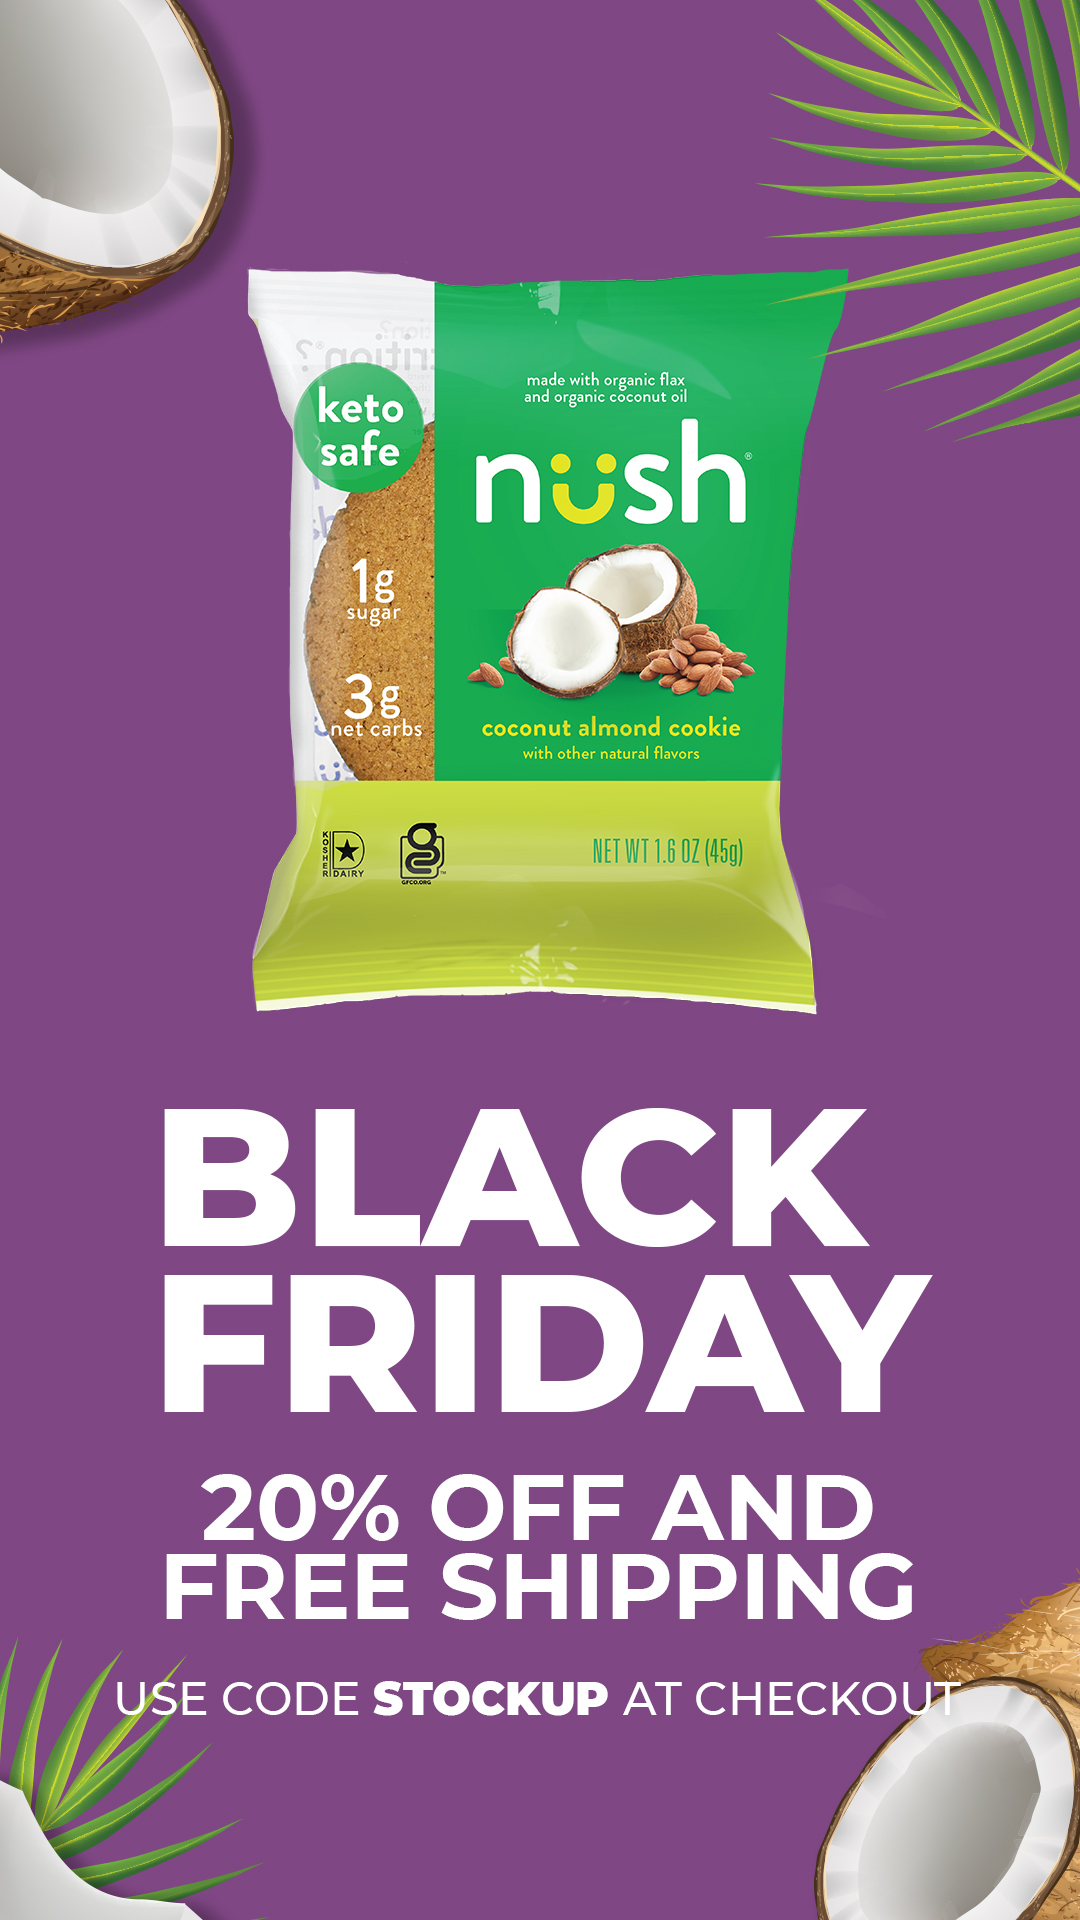 keto
safe
made with organic flax
and organic coconut oil
nüsh®
1g
sugar
3g
net carbs
coconut almond cookie
with other natural flavors
KOSHER
DAIRY
g
GFCO.ORG
™
NET WT 1.6 OZ (45g)
BLACK
FRIDAY
20% OFF AND
FREE SHIPPING
USE CODE STOCKUP AT CHECKOUT